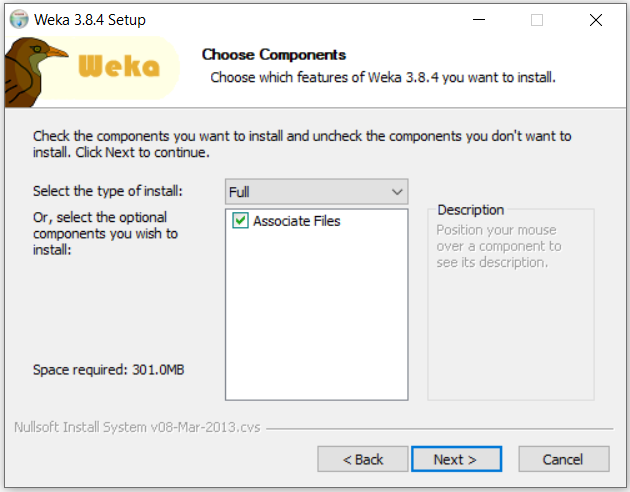 Weka 3.8.4 Setup
Weka
Choose Components
Choose which features of Weka 3.8.4 you want to install.
Check the components you want to install and uncheck the components you don't want to
install. Click Next to continue.
Select the type of install:
Full
Or, select the optional
components you wish to
install:
Associate Files
Description
Position your mouse
over a component to
see its description.
Space required: 301.0MB
Nullsoft Install System v08-Mar-2013.cvs
< Back
Next >
Cancel